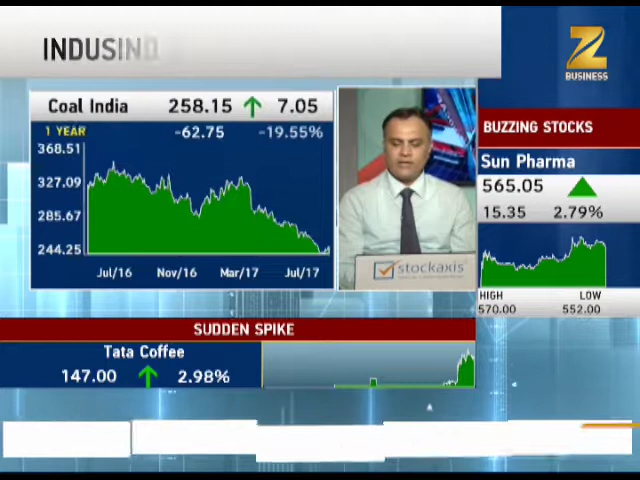 INDUSIND
Z
BUSINESS
Coal India 258.15 7.05
1 YEAR -62.75 -19.55%
368.51
327.09
285.67
244.25
Jul/16 Nov/16 Mar/17 Jul/17
stockaxis
BUZZING STOCKS
Sun Pharma
565.05
15.35 2.79%
HIGH LOW
570.00 552.00
SUDDEN SPIKE
Tata Coffee
147.00 2.98%